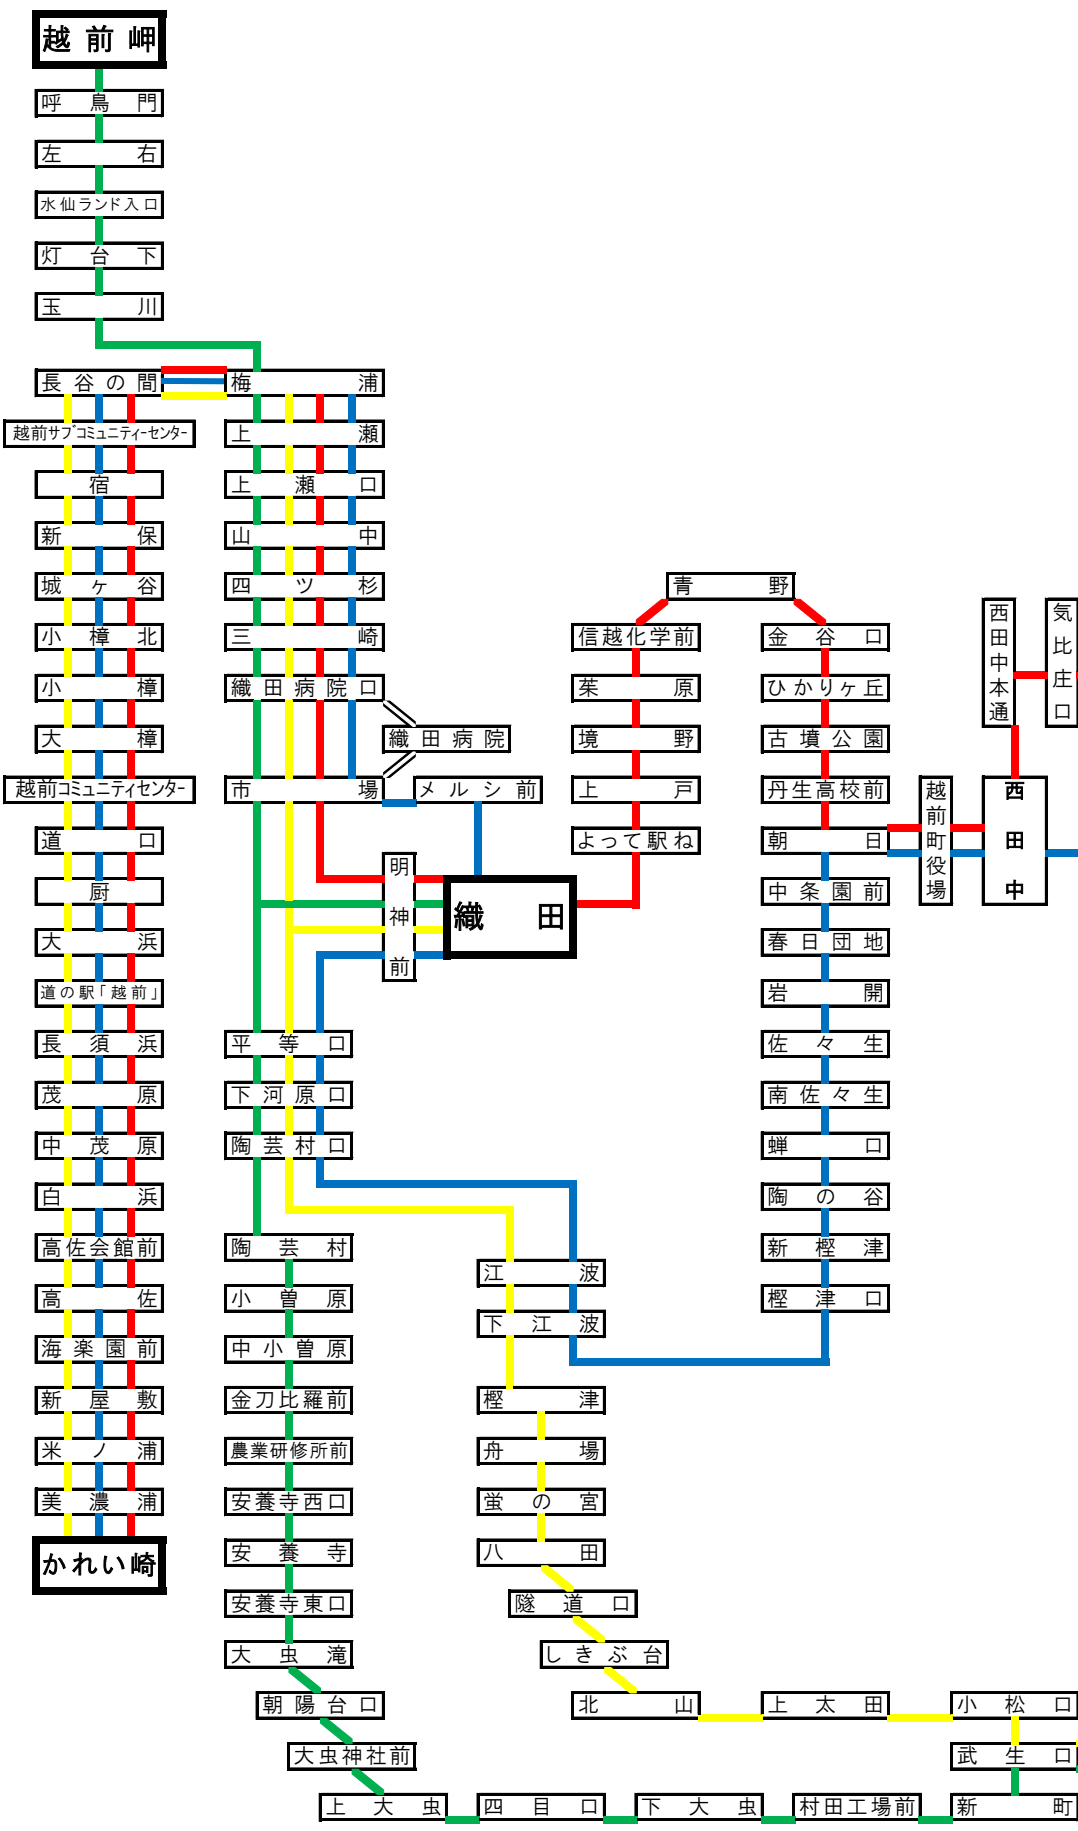 越前岬
呼鳥門
左右
水仙ランド入口
灯台下
玉川
長谷の間
越前サブコミュニティーセンター
宿
新保
城ヶ谷
小樟北
小樟
大樟
越前コミュニティセンター
道口
厨
大浜
道の駅「越前」
長須浜
茂原
中茂原
白浜
高佐会館前
高佐
海楽園前
新屋敷
米ノ浦
美濃浦
かれい崎
梅浦
上瀬
上瀬口
山中
四ツ杉
三崎
織田病院口
織田病院
市場
メルシ前
明神前
織田
平等口
下河原口
陶芸村口
陶芸村
小曽原
中小曽原
金刀比羅前
農業研修所前
安養寺西口
安養寺
安養寺東口
大虫滝
朝陽台口
大虫神社前
上大虫
四目口
下大虫
村田工場前
新町
武生口
小松口
上太田
北山
しきぶ台
隧道口
八田
蛍の宮
舟場
樫津
下江波
江波
青野
信越化学前
茱原
境野
上戸
よって駅ね
金谷口
ひかりヶ丘
古墳公園
丹生高校前
朝日
中条園前
春日団地
岩開
佐々生
南佐々生
蝉口
陶の谷
新樫津
樫津口
越前町役場
西田中
西田中本通
気比庄口